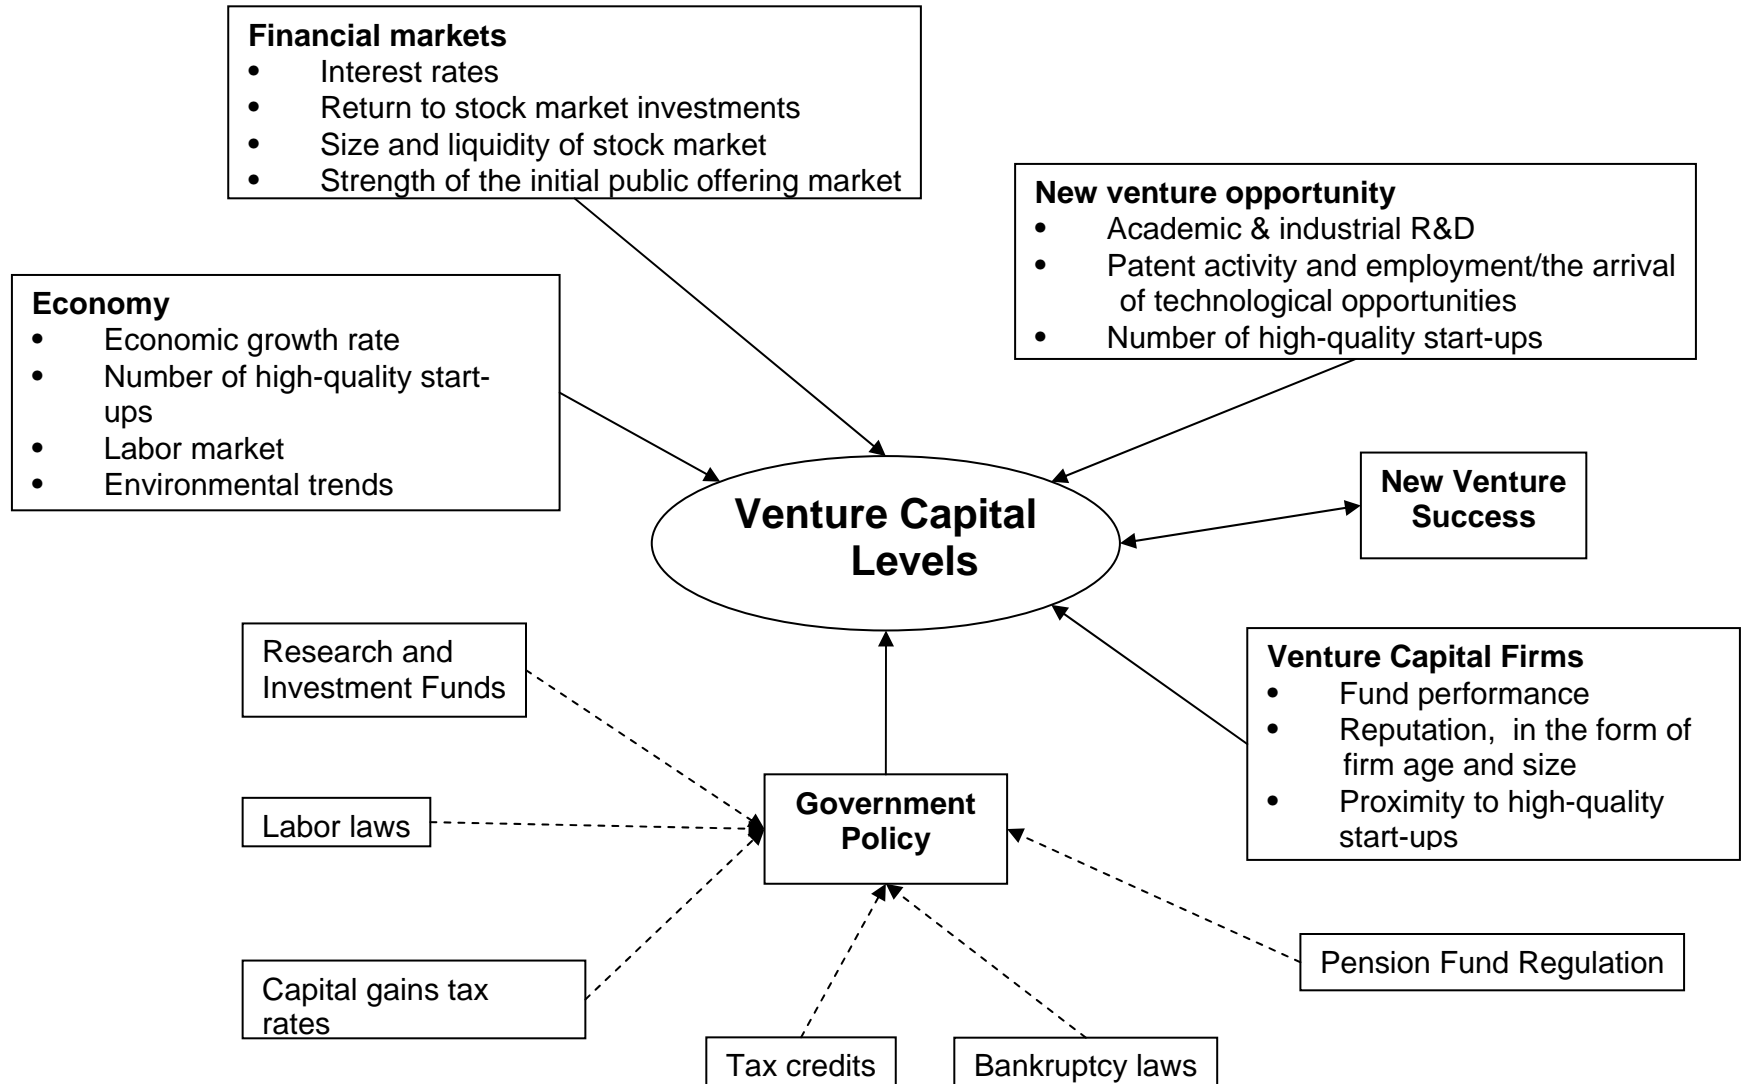 Financial markets
• Interest rates
• Return to stock market investments
• Size and liquidity of stock market
• Strength of the initial public offering market
New venture opportunity
• Academic & industrial R&D
• Patent activity and employment/the arrival
of technological opportunities
• Number of high-quality start-ups
Economy
• Economic growth rate
• Number of high-quality start-
ups
• Labor market
• Environmental trends
Venture Capital
Levels
New Venture
Success
Research and
Investment Funds
Venture Capital Firms
• Fund performance
• Reputation, in the form of
firm age and size
• Proximity to high-quality
start-ups
Labor laws
Government
Policy
Capital gains tax
rates
Pension Fund Regulation
Tax credits
Bankruptcy laws